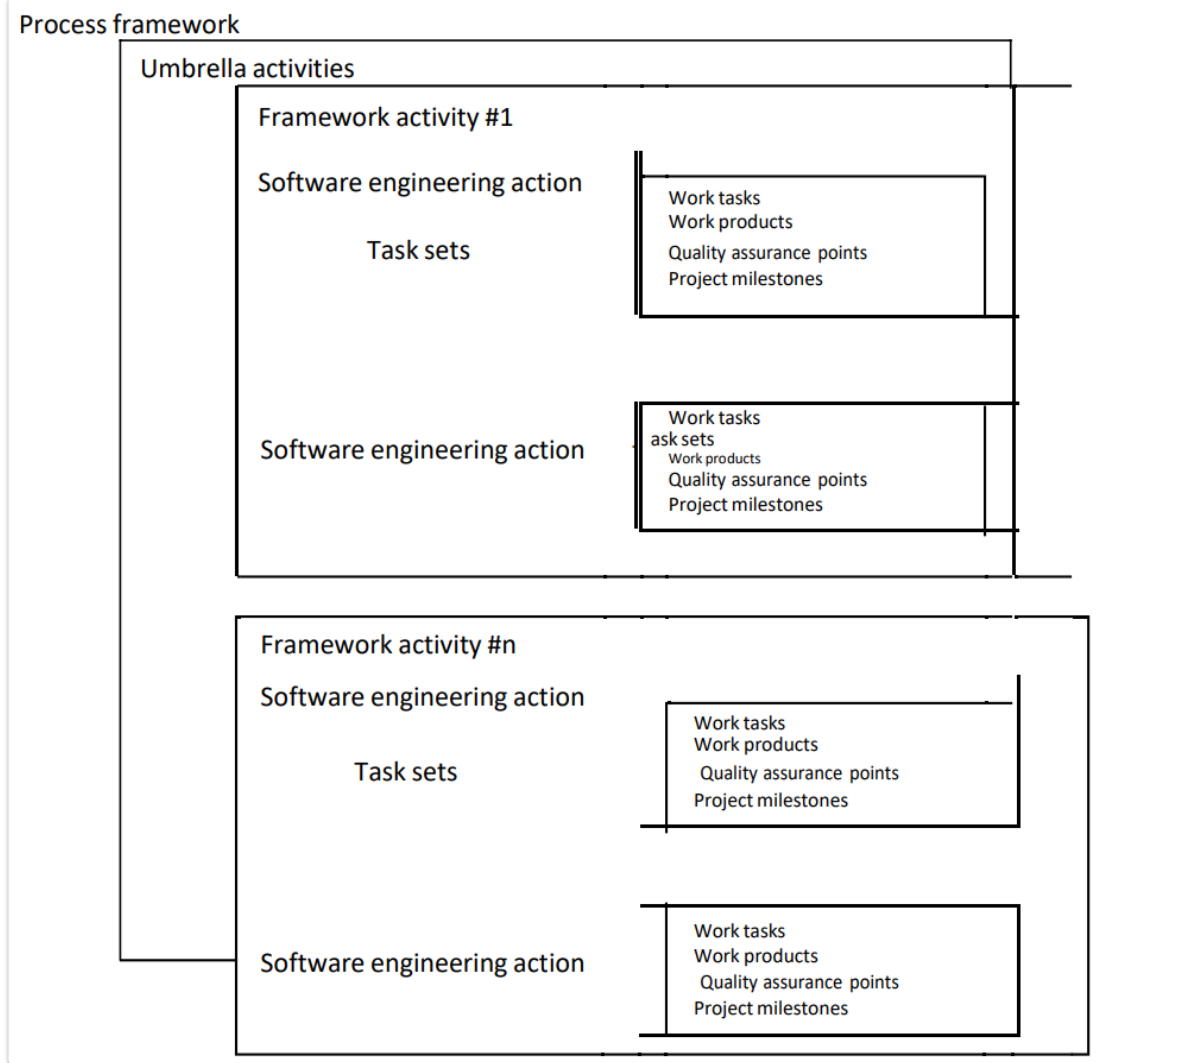 Process framework
Umbrella activities
Framework activity #1
Software engineering action
Task sets
Work tasks
Work products
Quality assurance points
Project milestones
Software engineering action
Work tasks
ask sets
Work products
Quality assurance points
Project milestones
Framework activity #n
Software engineering action
Task sets
Work tasks
Work products
Quality assurance points
Project milestones
Software engineering action
Work tasks
Work products
Quality assurance points
Project milestones